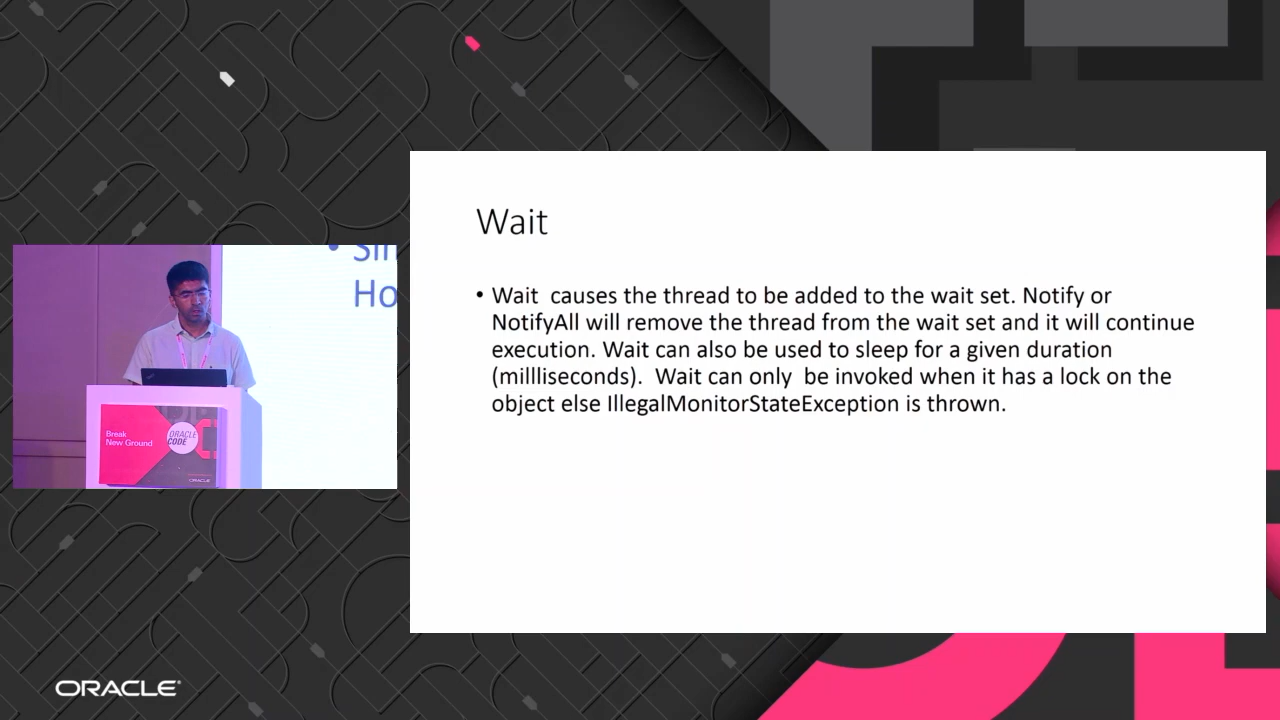 Sin
Ho
Break
New Ground
ORACLE
CODE
ORACLE
Wait
• Wait  causes the thread to be added to the wait set. Notify or
NotifyAll will remove the thread from the wait set and it will continue
execution. Wait can also be used to sleep for a given duration
(millliseconds).  Wait can only  be invoked when it has a lock on the
object else IllegalMonitorStateException is thrown.
ORACLE®